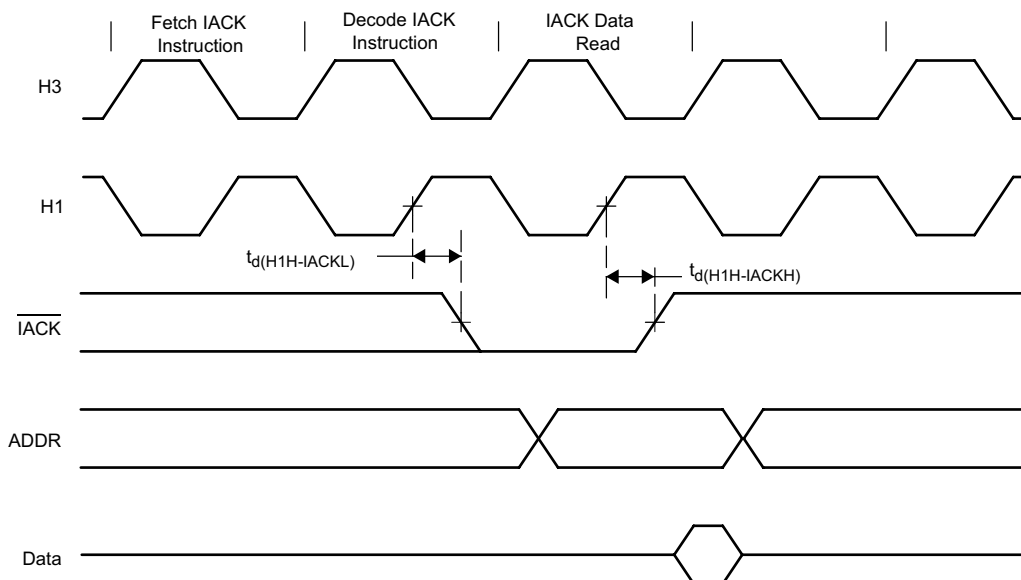 Fetch IACK
Instruction
Decode IACK
Instruction
IACK Data
Read
H3
H1
td(H1H-IACKL)
td(H1H-IACKH)
IACK
ADDR
Data